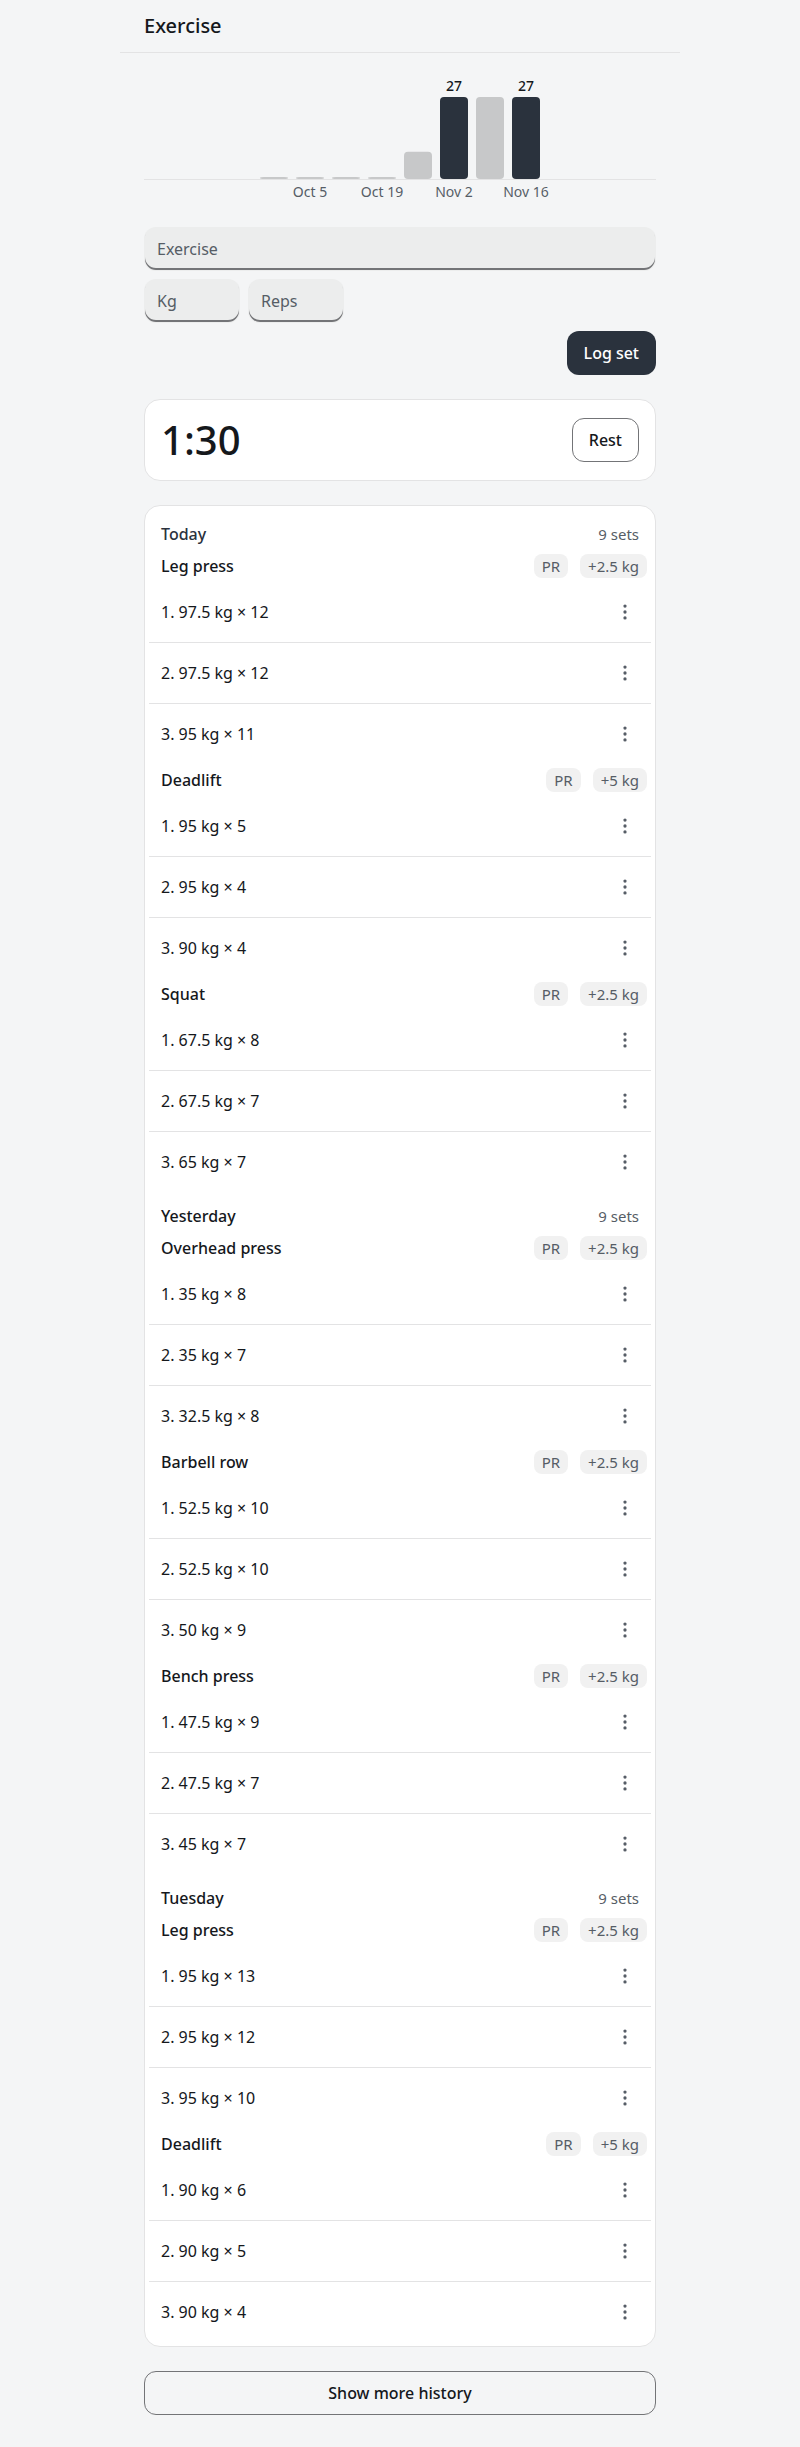 Exercise
27 27
Oct 5 Oct 19 Nov 2 Nov 16
Exercise
Kg Reps
Log set
1:30 Rest
Today 9 sets
Leg press PR +2.5 kg
1. 97.5 kg × 12
2. 97.5 kg × 12
3. 95 kg × 11
Deadlift PR +5 kg
1. 95 kg × 5
2. 95 kg × 4
3. 90 kg × 4
Squat PR +2.5 kg
1. 67.5 kg × 8
2. 67.5 kg × 7
3. 65 kg × 7
Yesterday 9 sets
Overhead press PR +2.5 kg
1. 35 kg × 8
2. 35 kg × 7
3. 32.5 kg × 8
Barbell row PR +2.5 kg
1. 52.5 kg × 10
2. 52.5 kg × 10
3. 50 kg × 9
Bench press PR +2.5 kg
1. 47.5 kg × 9
2. 47.5 kg × 7
3. 45 kg × 7
Tuesday 9 sets
Leg press PR +2.5 kg
1. 95 kg × 13
2. 95 kg × 12
3. 95 kg × 10
Deadlift PR +5 kg
1. 90 kg × 6
2. 90 kg × 5
3. 90 kg × 4
Show more history